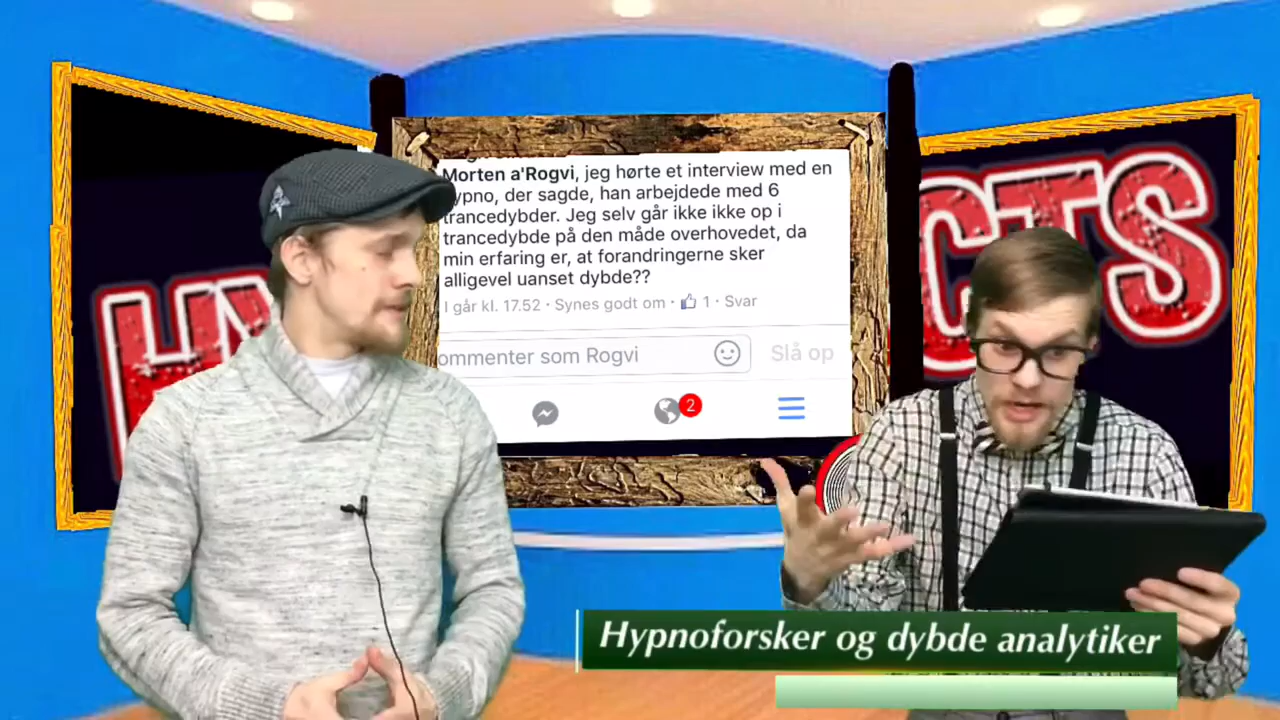 Morten a'Rogvi, jeg hørte et interview med en
ypno, der sagde, han arbejdede med 6
trancedybder. Jeg selv går ikke ikke op i
trancedybde på den måde overhovedet, da
min erfaring er, at forandringerne sker
alligevel uanset dybde??
I går kl. 17.52 · Synes godt om · 1 · Svar
ommenter som Rogvi
Slå op
2
HY
CTS
Hypnoforsker og dybde analytiker